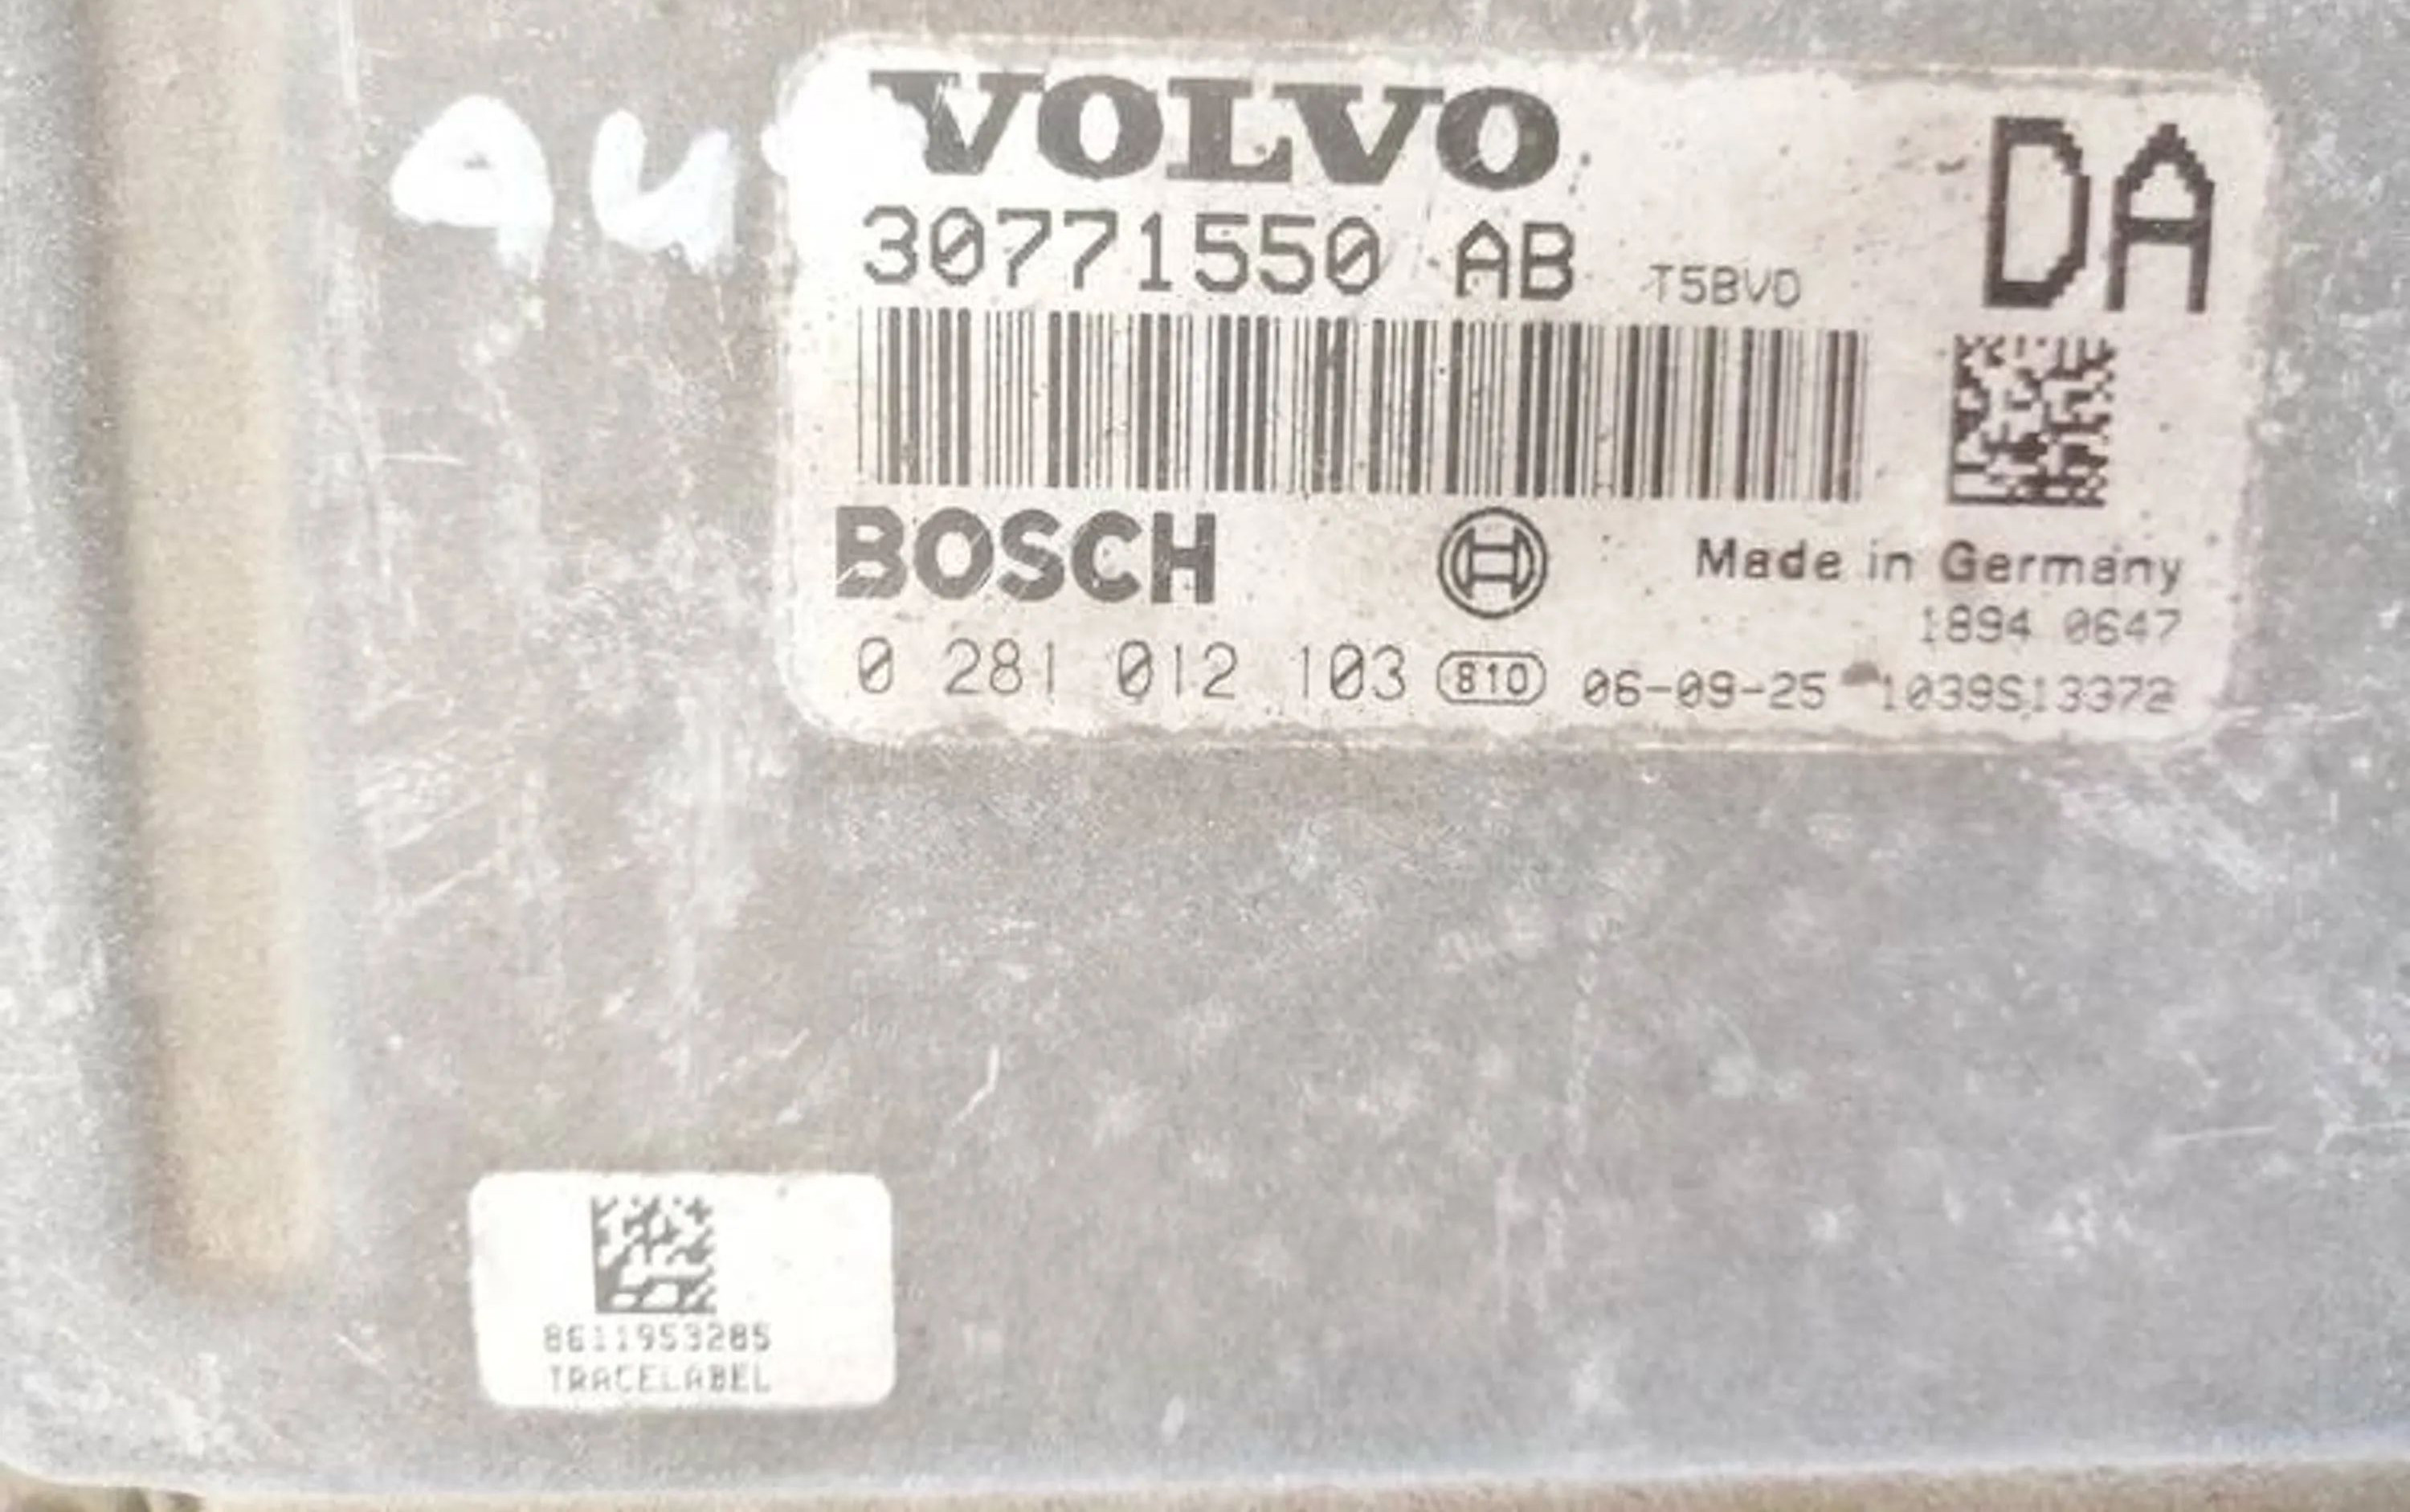 au
VOLVO
DA
30771550 AB T5BVD
BOSCH
Made in Germany
1894 0647
0 281 012 103 810 06-09-25 1039S13372
8611953285
TRACELABEL